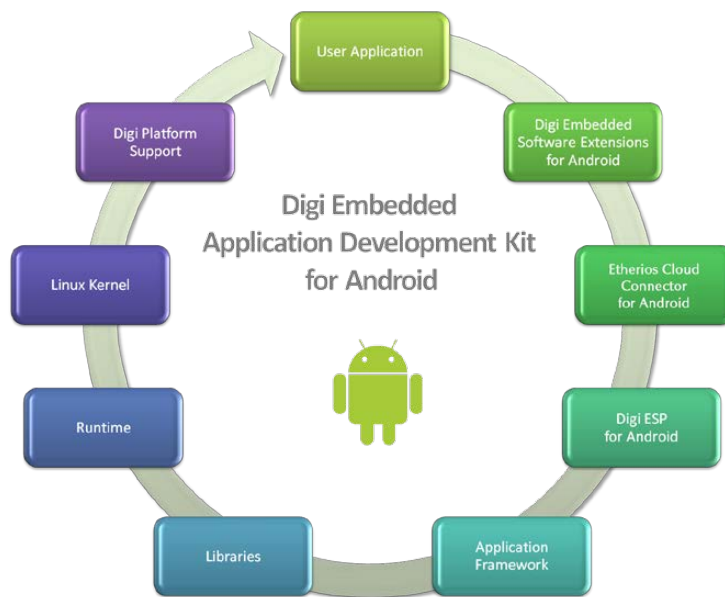 User Application
Digi Embedded
Software Extensions
for Android
Etherios Cloud
Connector
for Android
Digi ESP
for Android
Application
Framework
Libraries
Runtime
Linux Kernel
Digi Platform
Support
Digi Embedded
Application Development Kit
for Android